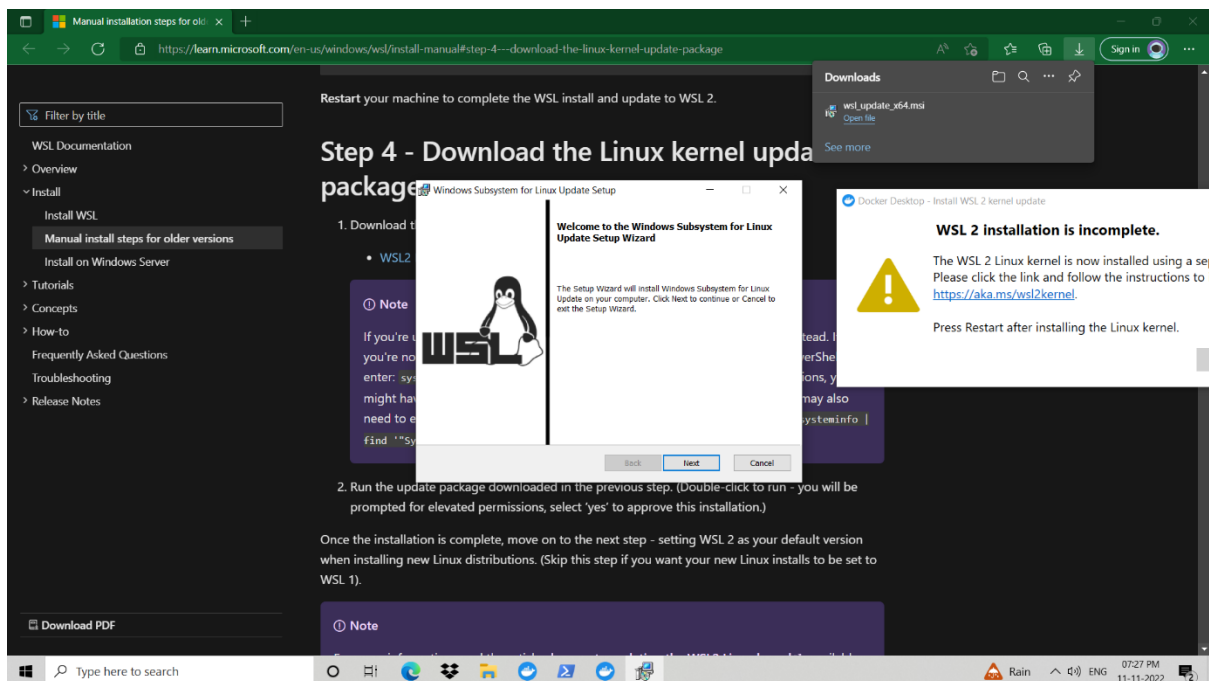 Manual installation steps for old
https://learn.microsoft.com/en-us/windows/wsl/install-manual#step-4---download-the-linux-kernel-update-package
Sign in
Downloads
wsl_update_x64.msi
Open file
See more
Filter by title
WSL Documentation
Overview
Install
Install WSL
Manual install steps for older versions
Install on Windows Server
Tutorials
Concepts
How-to
Frequently Asked Questions
Troubleshooting
Release Notes
Download PDF
Restart your machine to complete the WSL install and update to WSL 2.
Step 4 - Download the Linux kernel upda
package
1. Download t
• WSL2
Note
If you're u
tead. I
you're no
erShe
enter: sys
ions, y
might hav
may also
need to e
systeminfo |
find '"Sy
2. Run the update package downloaded in the previous step. (Double-click to run - you will be
prompted for elevated permissions, select 'yes' to approve this installation.)
Once the installation is complete, move on to the next step - setting WSL 2 as your default version
when installing new Linux distributions. (Skip this step if you want your new Linux installs to be set to
WSL 1).
Note
Windows Subsystem for Linux Update Setup
Welcome to the Windows Subsystem for Linux
Update Setup Wizard
The Setup Wizard will install Windows Subsystem for Linux
Update on your computer. Click Next to continue or Cancel to
exit the Setup Wizard.
WSL
Back Next Cancel
Docker Desktop - Install WSL 2 kernel update
WSL 2 installation is incomplete.
The WSL 2 Linux kernel is now installed using a sep
Please click the link and follow the instructions to
https://aka.ms/wsl2kernel.
Press Restart after installing the Linux kernel.
Type here to search
Rain
ENG
07:27 PM
11-11-2022
2